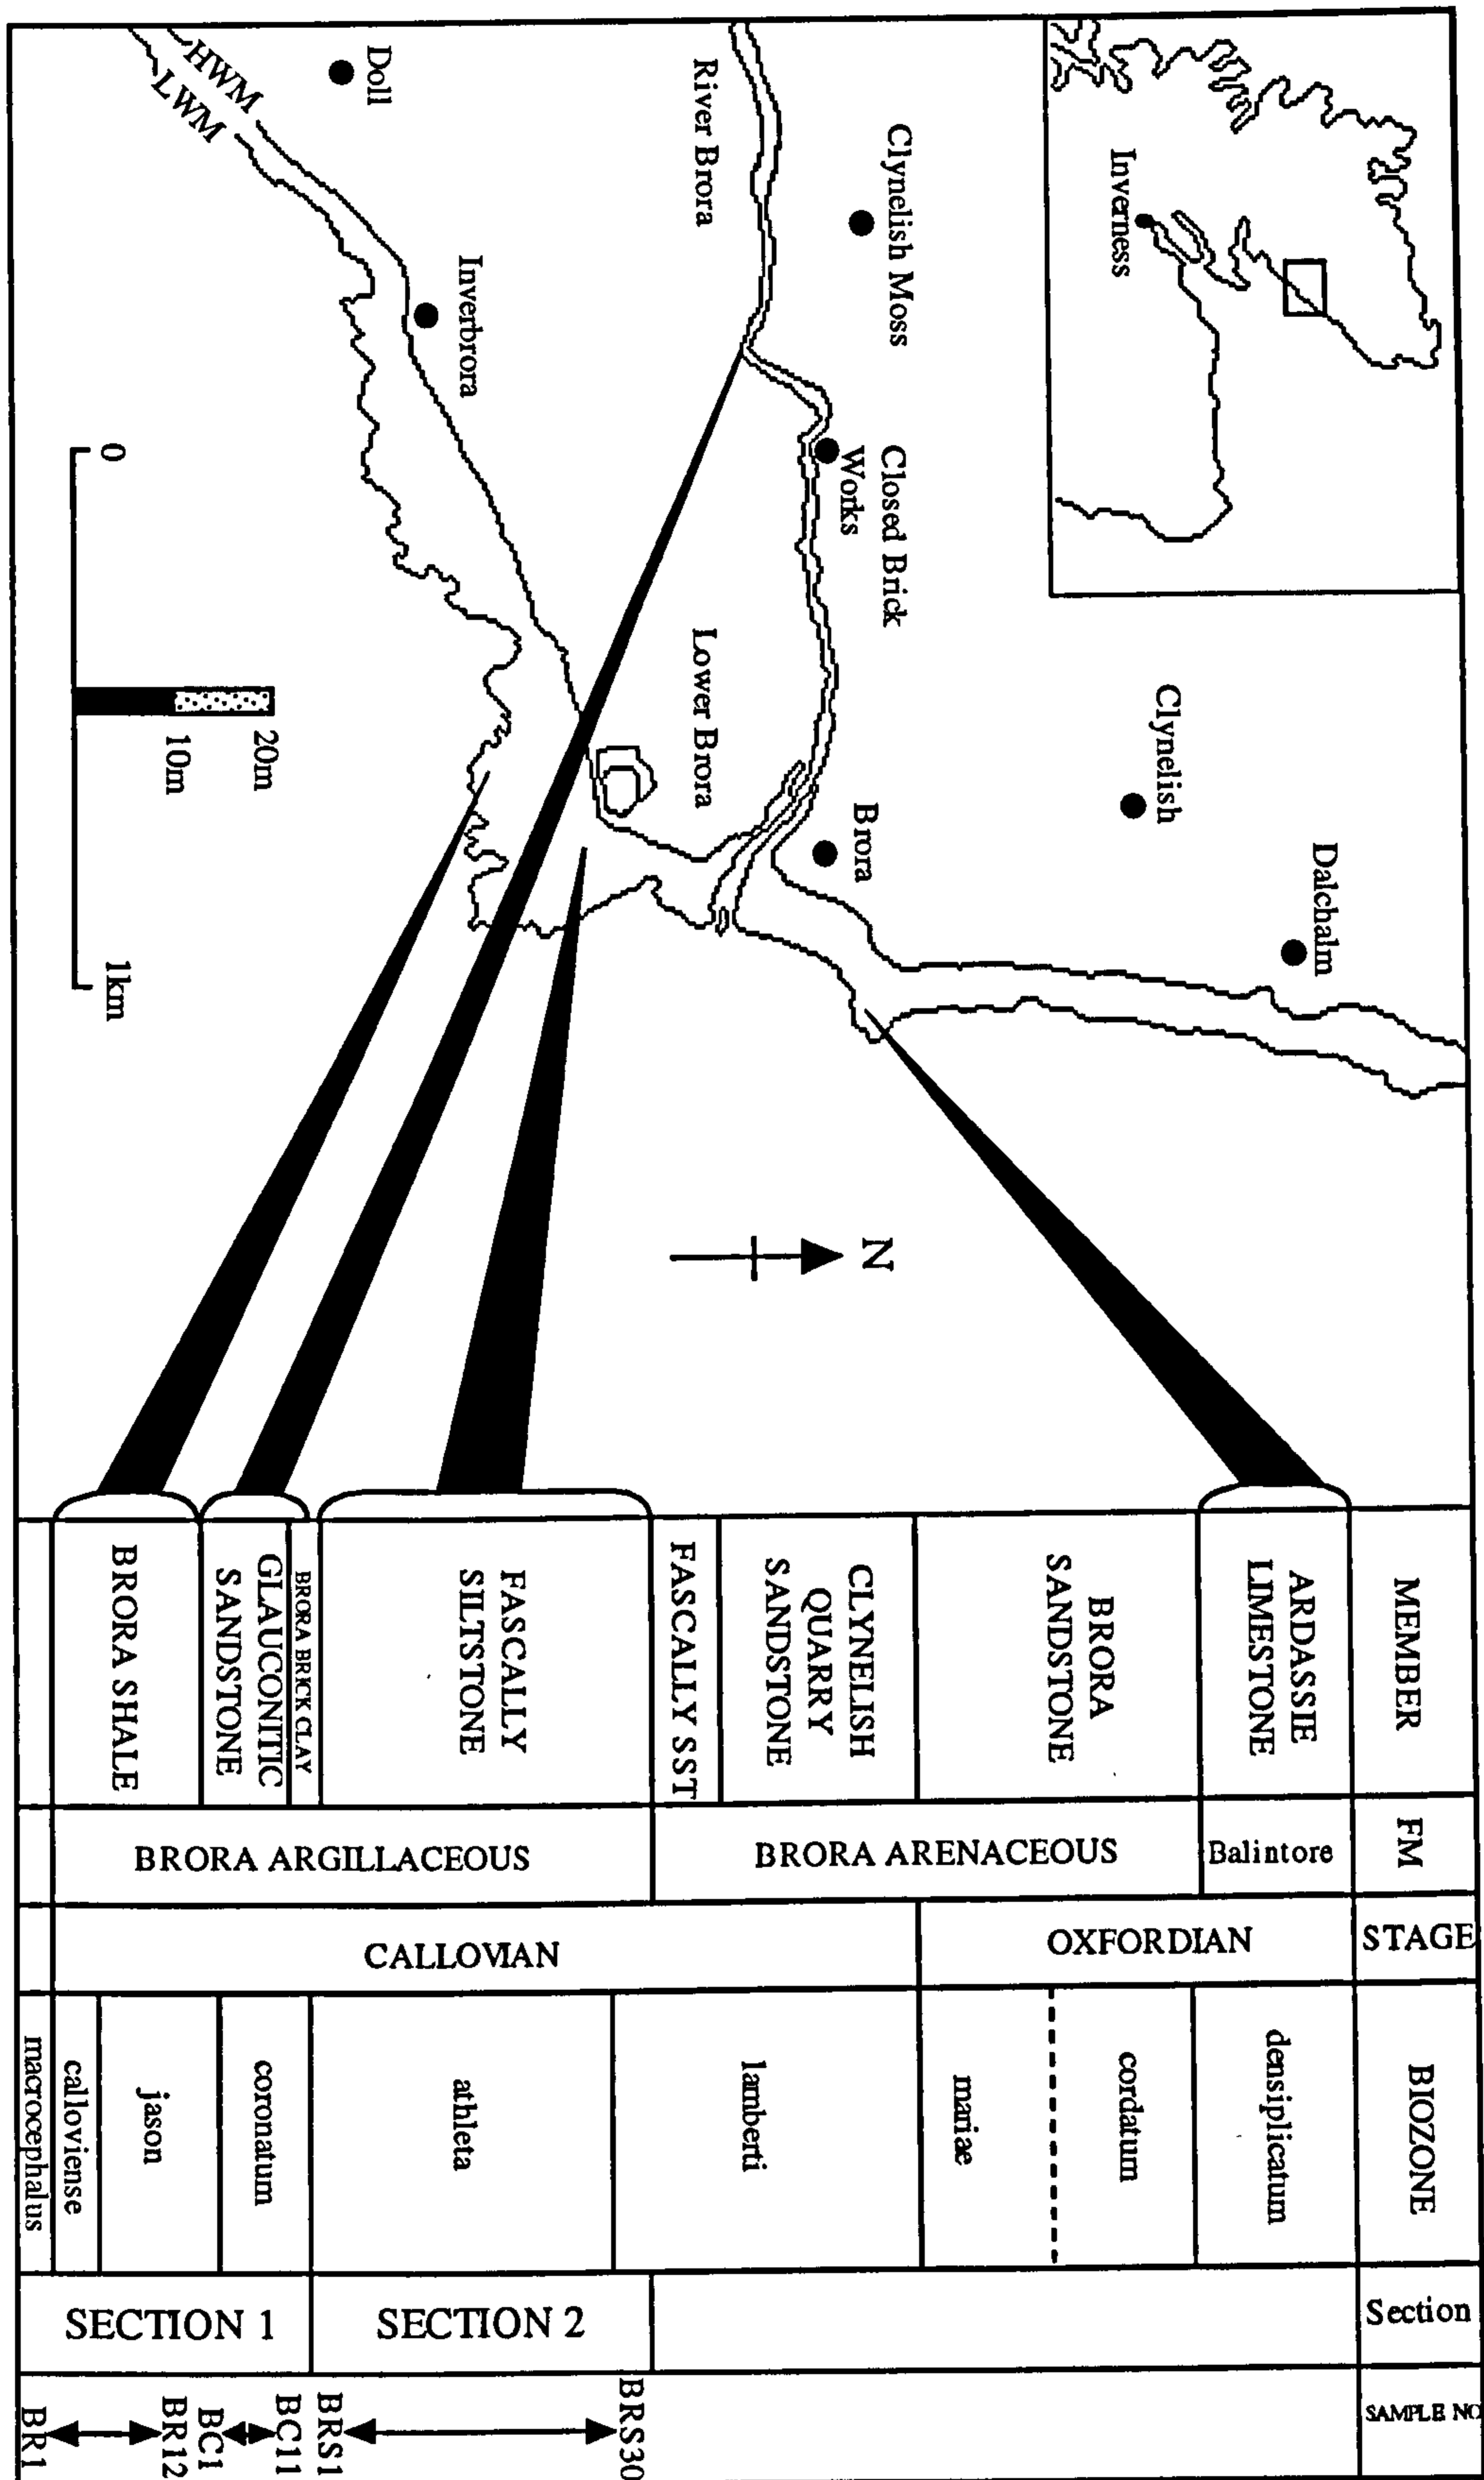 Inverness
Clynelish Moss
River Brora
Doll
HWM
LWM
Inverbrora
Closed Brick
Works
Clynelish
Dalchalm
Brora
Lower Brora
N
0
1km
10m
20m
MEMBER
ARDASSIE
LIMESTONE
BRORA
SANDSTONE
CLYNELISH
QUARRY
SANDSTONE
FASCALLY SST
FASCALLY
SILTSTONE
BRORA BRICK CLAY
GLAUCONITIC
SANDSTONE
BRORA SHALE
FM
Balintore
BRORA ARENACEOUS
BRORA ARGILLACEOUS
STAGE
OXFORDIAN
CALLOVIAN
BIOZONE
densiplicatum
cordatum
mariae
lamberti
athleta
coronatum
jason
calloviense
macrocephalus
Section
SECTION 2
SECTION 1
SAMPLE NO
BRS30
BRS1
BC11
BC1
BR12
BR1